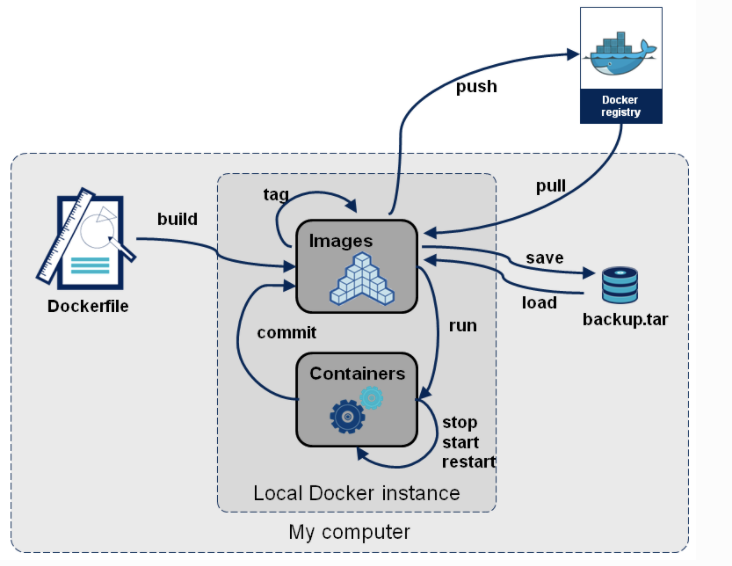 Docker
registry
push
pull
tag
build
Images
save
load
Dockerfile
backup.tar
commit
run
Containers
stop
start
restart
Local Docker instance
My computer